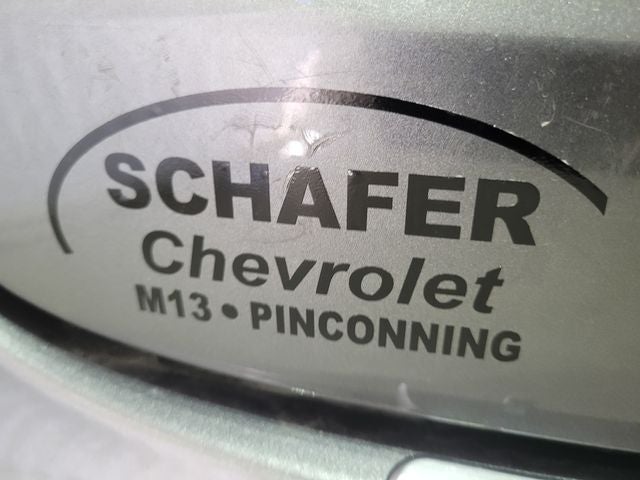 SCHAFER
Chevrolet
M13 • PINCONNING